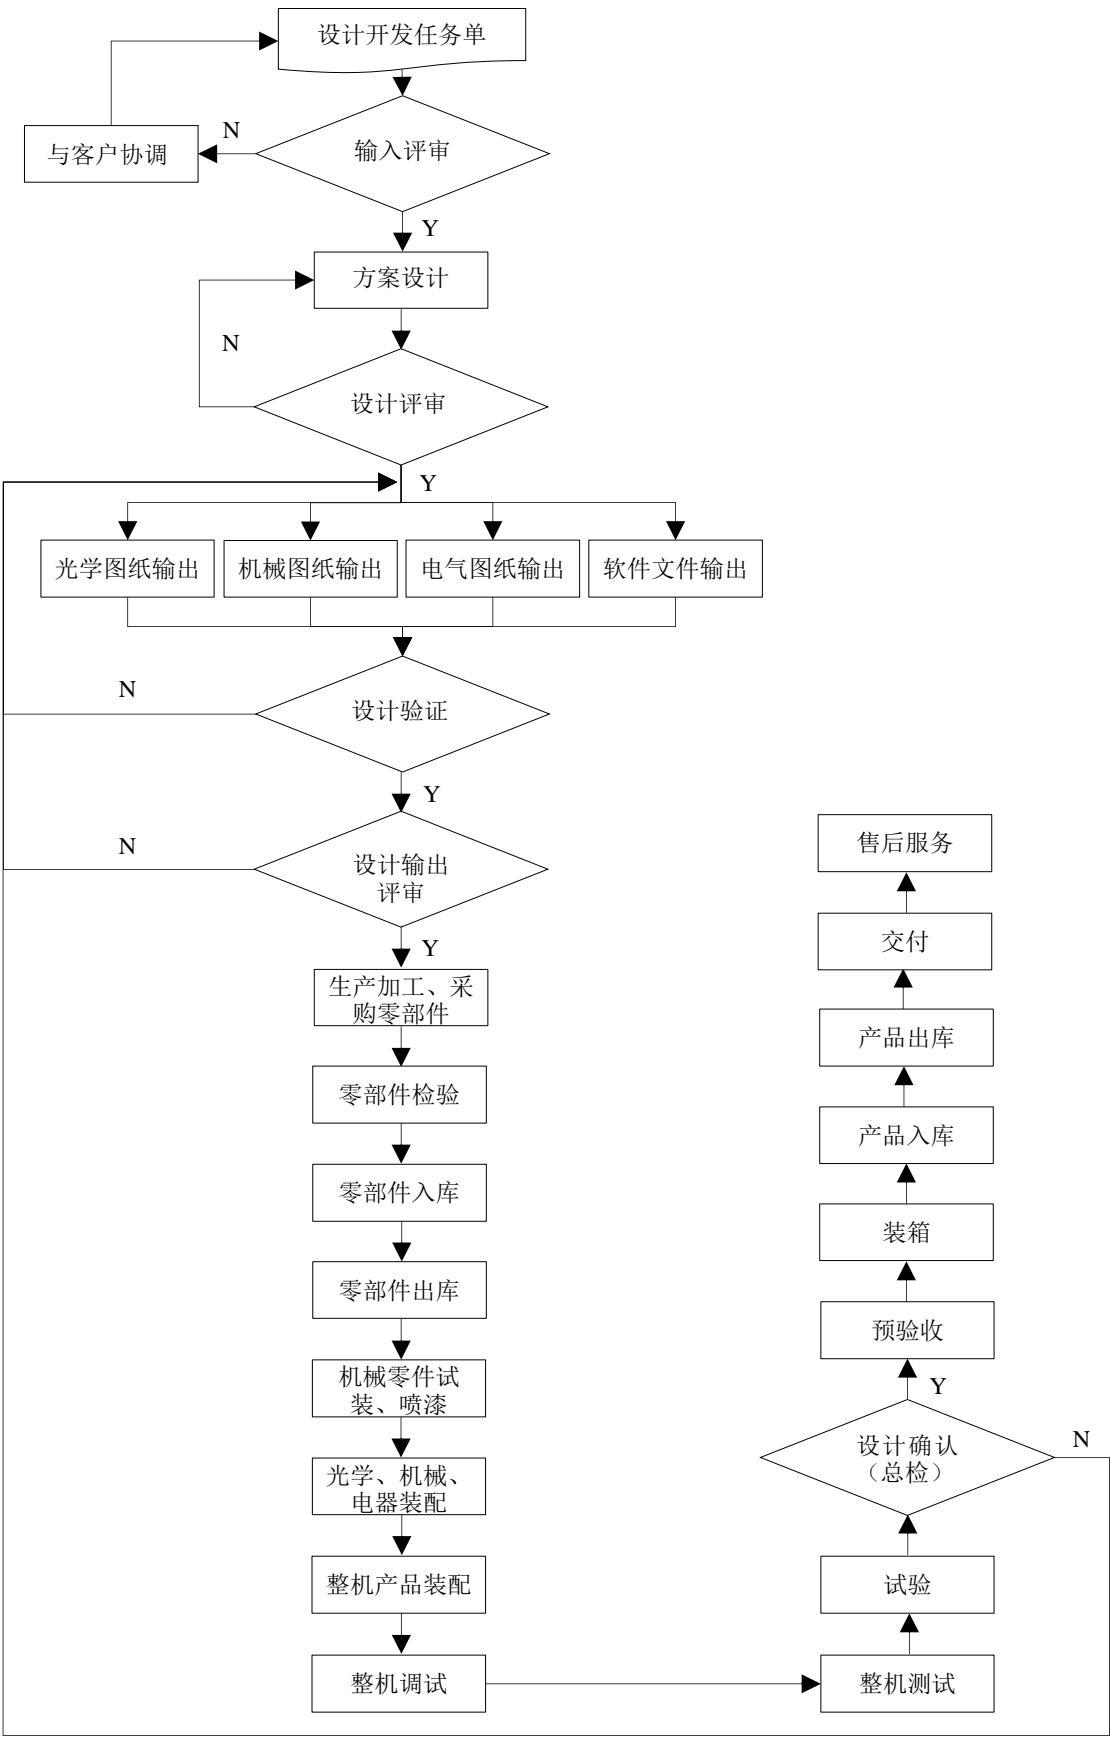 设计开发任务单
N
与客户协调
输入评审
Y
方案设计
N
设计评审
Y
光学图纸输出
机械图纸输出
电气图纸输出
软件文件输出
N
设计验证
Y
N
设计输出
评审
Y
生产加工、采
购零部件
零部件检验
零部件入库
零部件出库
机械零件试
装、喷漆
光学、机械、
电器装配
整机产品装配
整机调试
整机测试
试验
设计确认
（总检）
N
Y
预验收
装箱
产品入库
产品出库
交付
售后服务